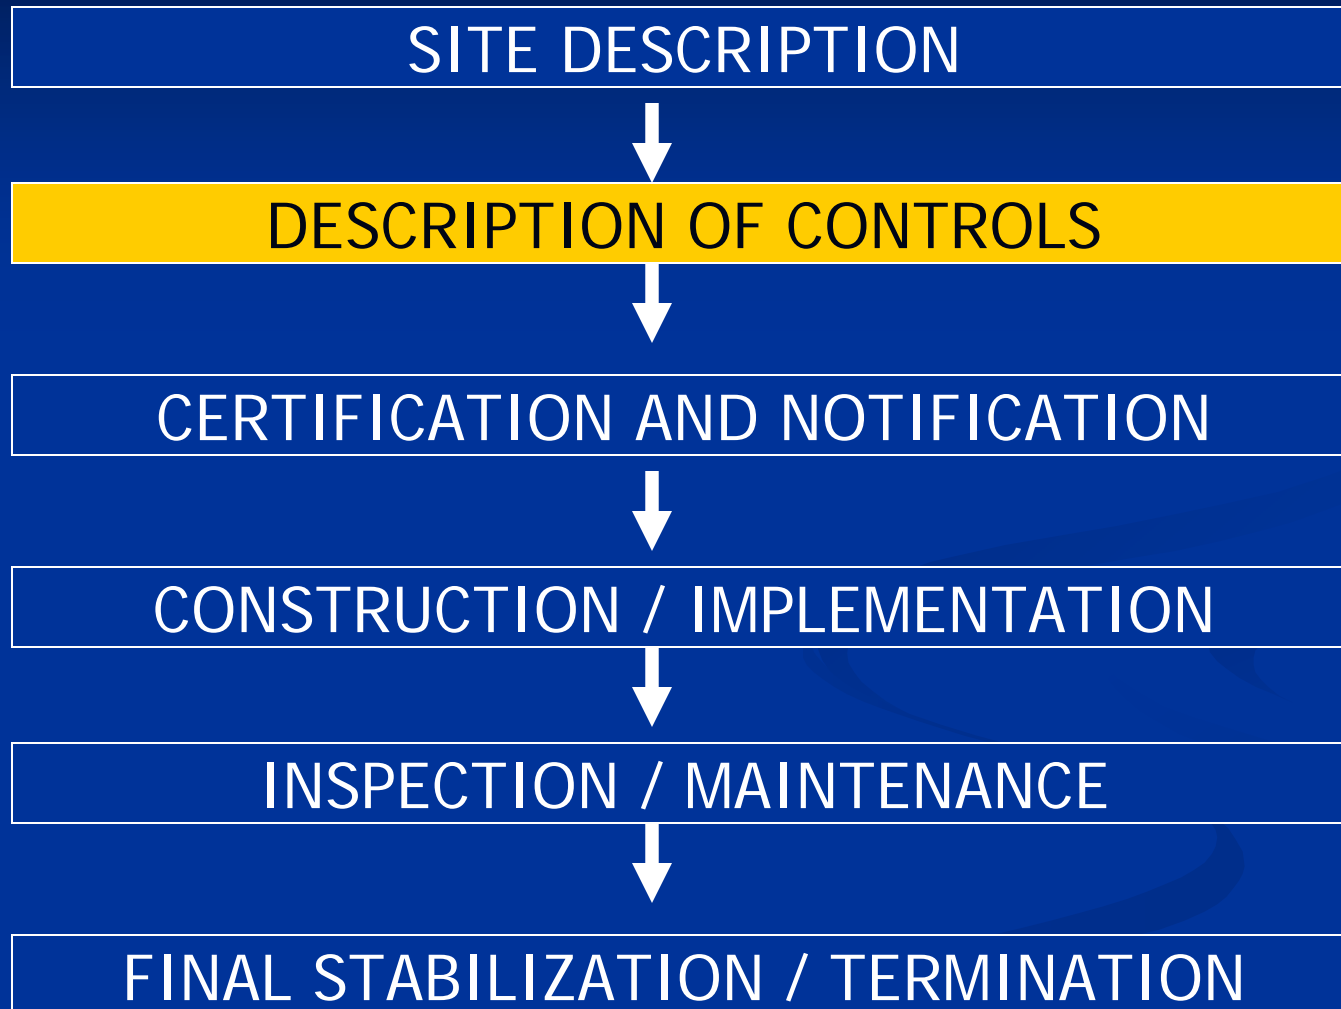 SITE DESCRIPTION
DESCRIPTION OF CONTROLS
CERTIFICATION AND NOTIFICATION
CONSTRUCTION / IMPLEMENTATION
INSPECTION / MAINTENANCE
FINAL STABILIZATION / TERMINATION